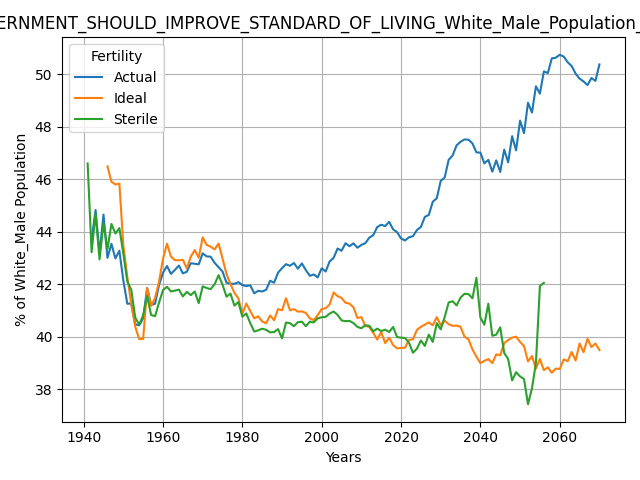 ERNMENT_SHOULD_IMPROVE_STANDARD_OF_LIVING_White_Male_Population_
Fertility
Actual
Ideal
Sterile
% of White_Male Population
50
48
46
44
42
40
38
1940 1960 1980 2000 2020 2040 2060
Years